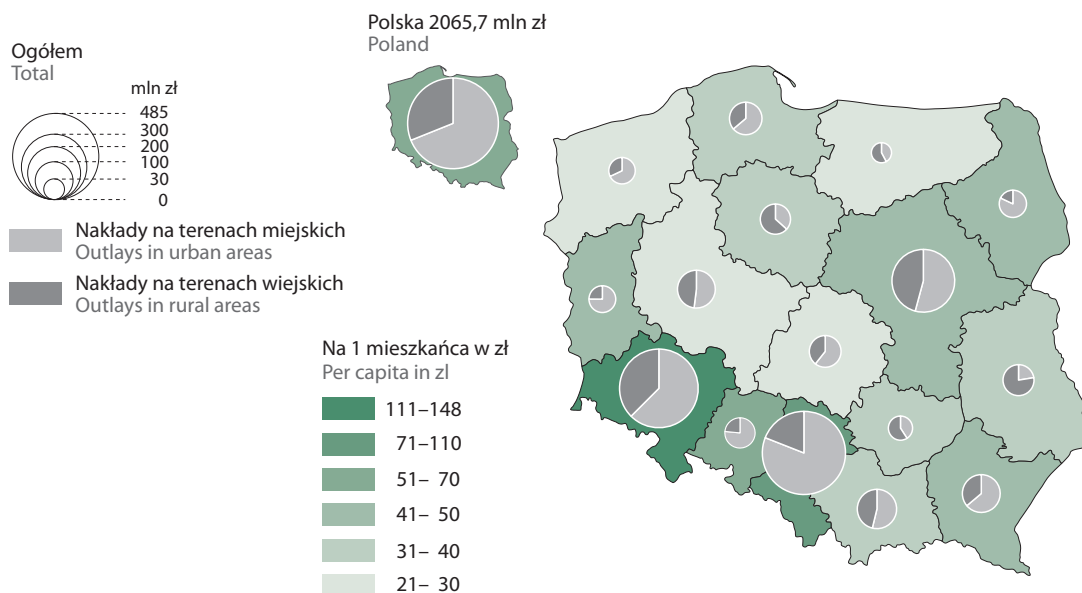 Polska 2065,7 mln zł
Poland
Ogółem
Total
mln zł
485
300
200
100
30
0
Nakłady na terenach miejskich
Outlays in urban areas
Nakłady na terenach wiejskich
Outlays in rural areas
Na 1 mieszkańca w zł
Per capita in zl
111–148
71–110
51– 70
41– 50
31– 40
21– 30